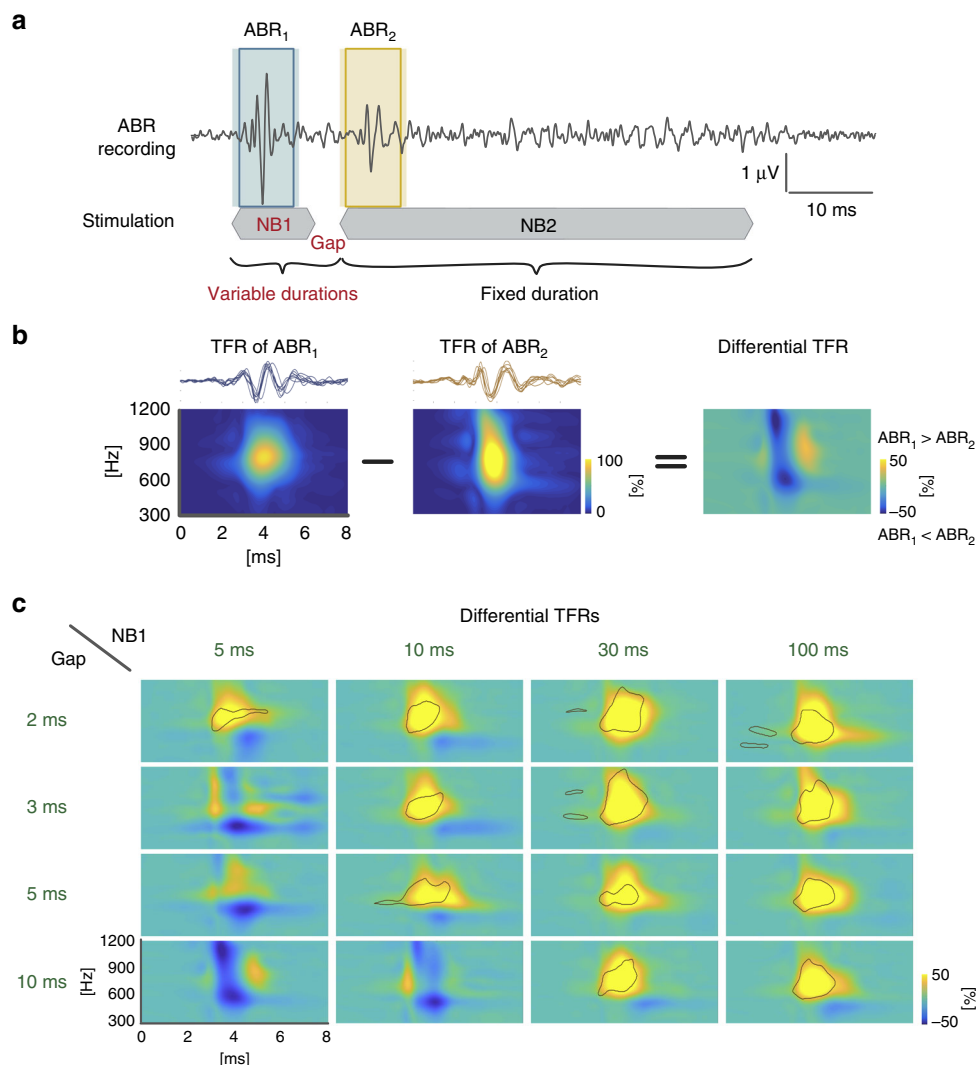 a
ABR1 ABR2
ABR
recording
1 μV
10 ms
Stimulation
NB1
NB2
Gap
Variable durations
Fixed duration
b
TFR of ABR1
TFR of ABR2
Differential TFR
1200
900
600
300
[Hz]
0 2 4 6 8
[ms]
100
0
[%]
ABR1 > ABR2
50
−50
[%]
ABR1 < ABR2
c
Differential TFRs
NB1
Gap
5 ms 10 ms 30 ms 100 ms
2 ms
3 ms
5 ms
10 ms
1200
900
600
300
[Hz]
0 2 4 6 8
[ms]
50
−50
[%]